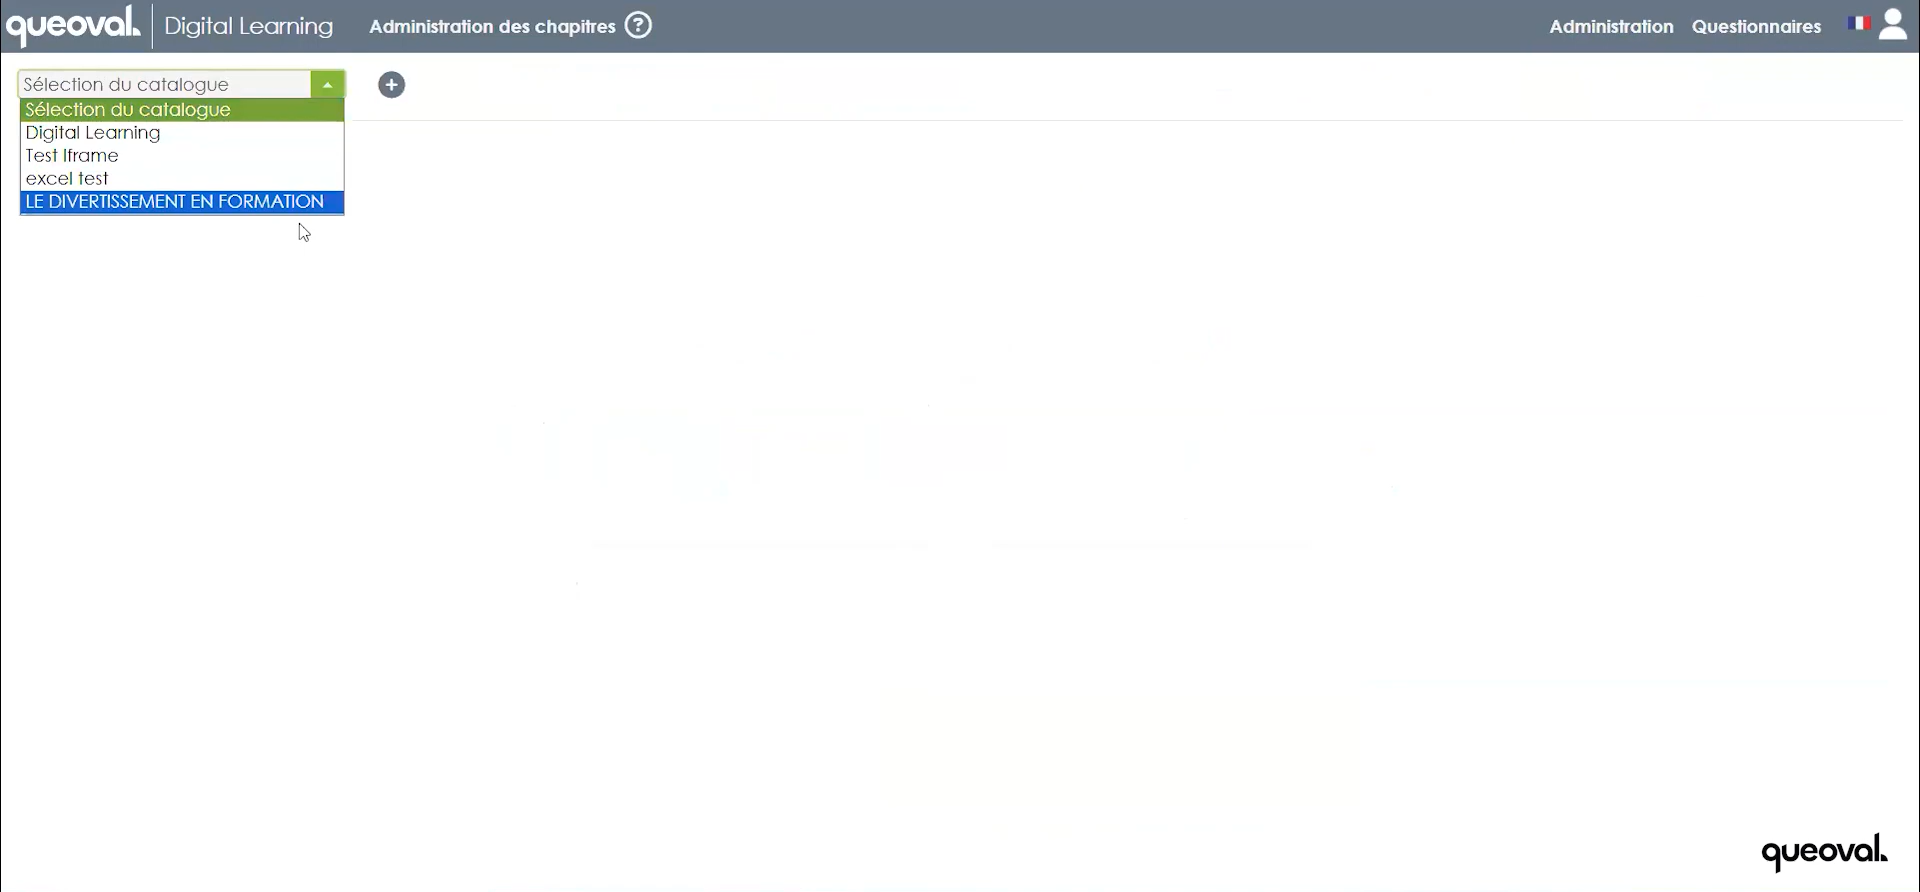 queoval. Digital Learning Administration des chapitres ? Administration Questionnaires
Sélection du catalogue
Sélection du catalogue
Digital Learning
Test Iframe
excel test
LE DIVERTISSEMENT EN FORMATION
queoval.